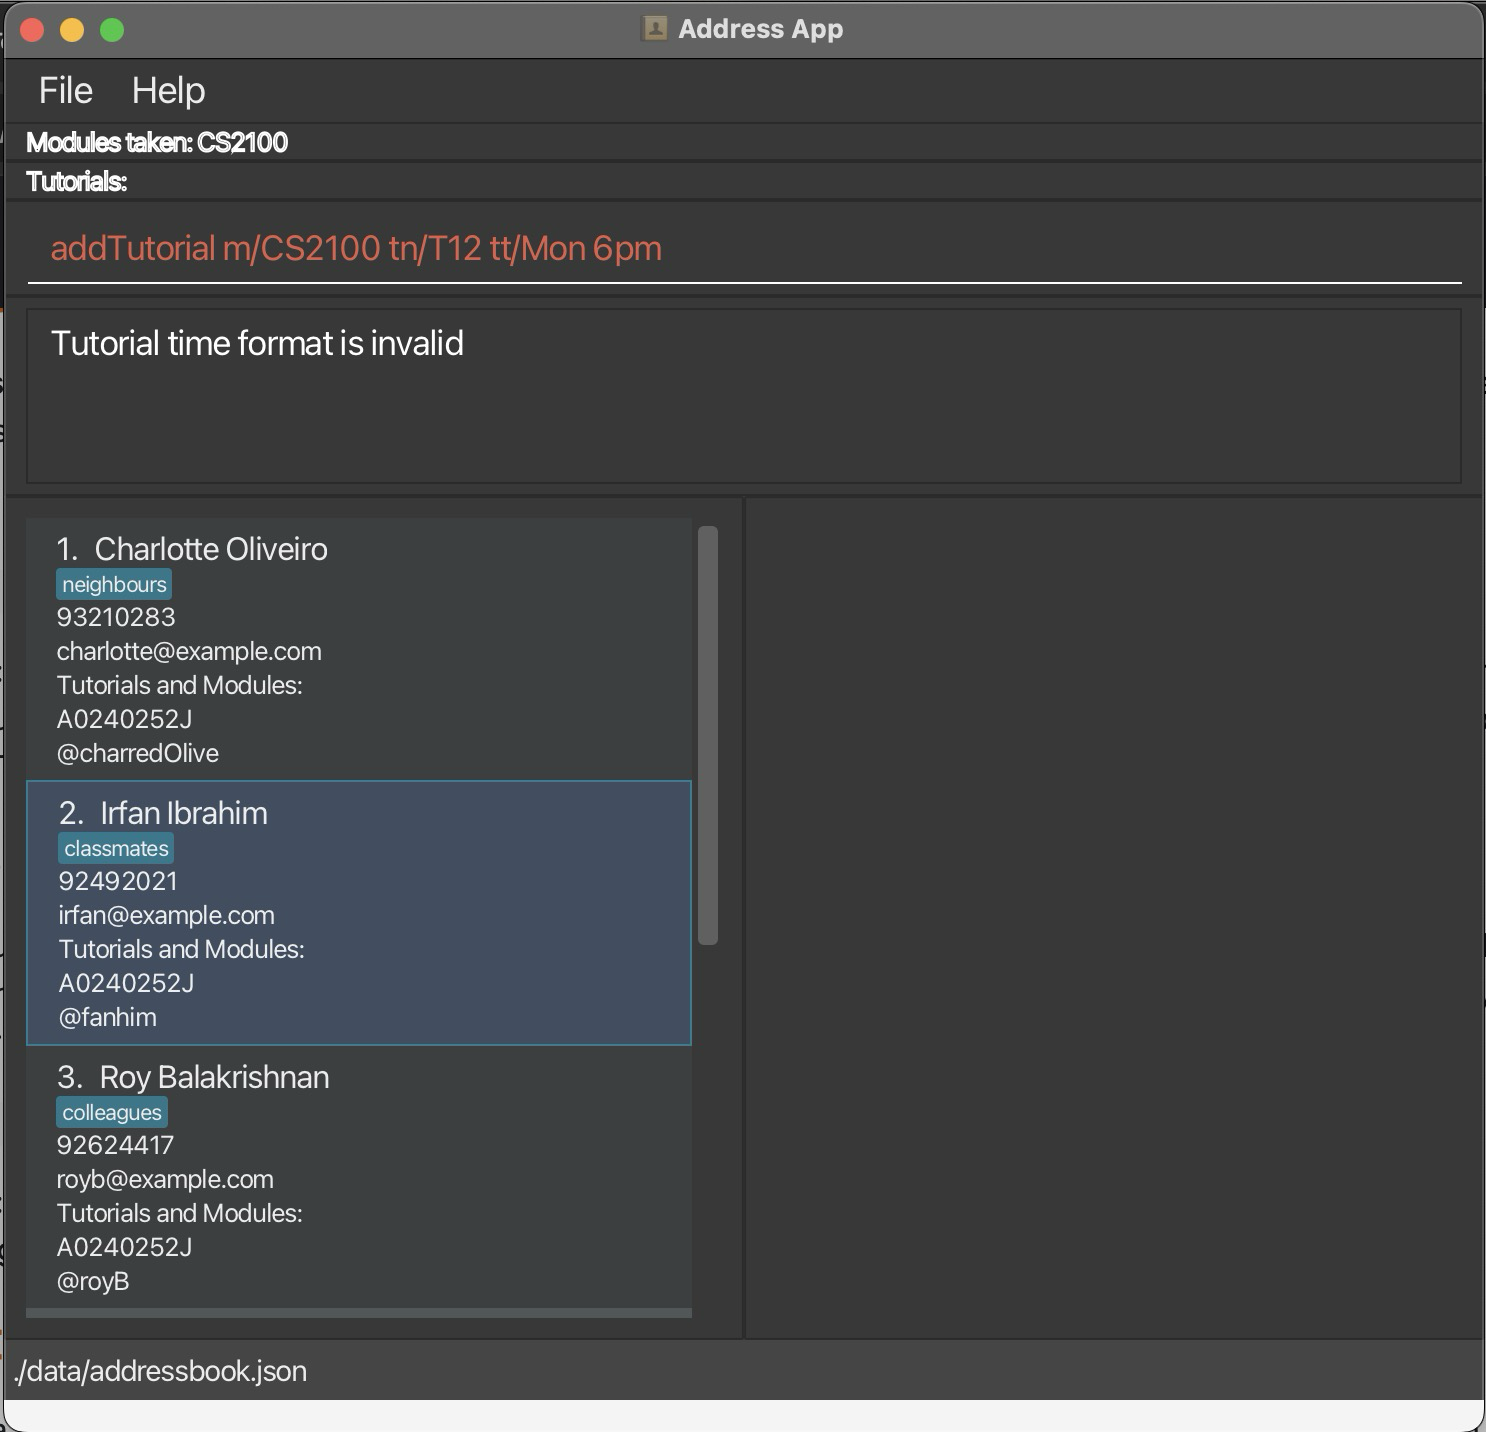 Address App
File Help
Modules taken: CS2100
Tutorials:
addTutorial m/CS2100 tn/T12 tt/Mon 6pm
Tutorial time format is invalid
1. Charlotte Oliveiro
neighbours
93210283
charlotte@example.com
Tutorials and Modules:
A0240252J
@charredOlive
2. Irfan Ibrahim
classmates
92492021
irfan@example.com
Tutorials and Modules:
A0240252J
@fanhim
3. Roy Balakrishnan
colleagues
92624417
royb@example.com
Tutorials and Modules:
A0240252J
@royB
./data/addressbook.json